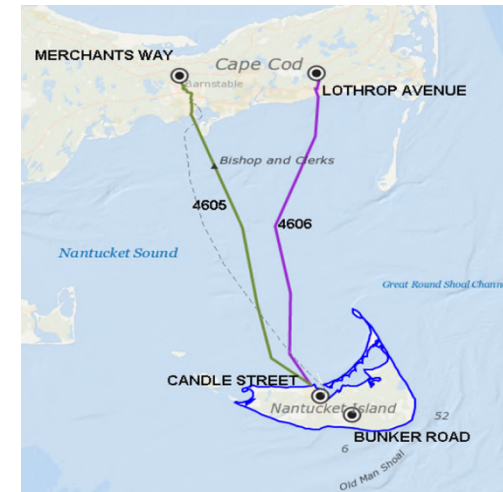 MERCHANTS WAY
Cape Cod
Barnstable
LOTHROP AVENUE
Bishop and Clerks
4605
4606
Nantucket Sound
Great Round Shoal Chann
CANDLE STREET
Nantucket Island
52
BUNKER ROAD
6
Old Man Shoal